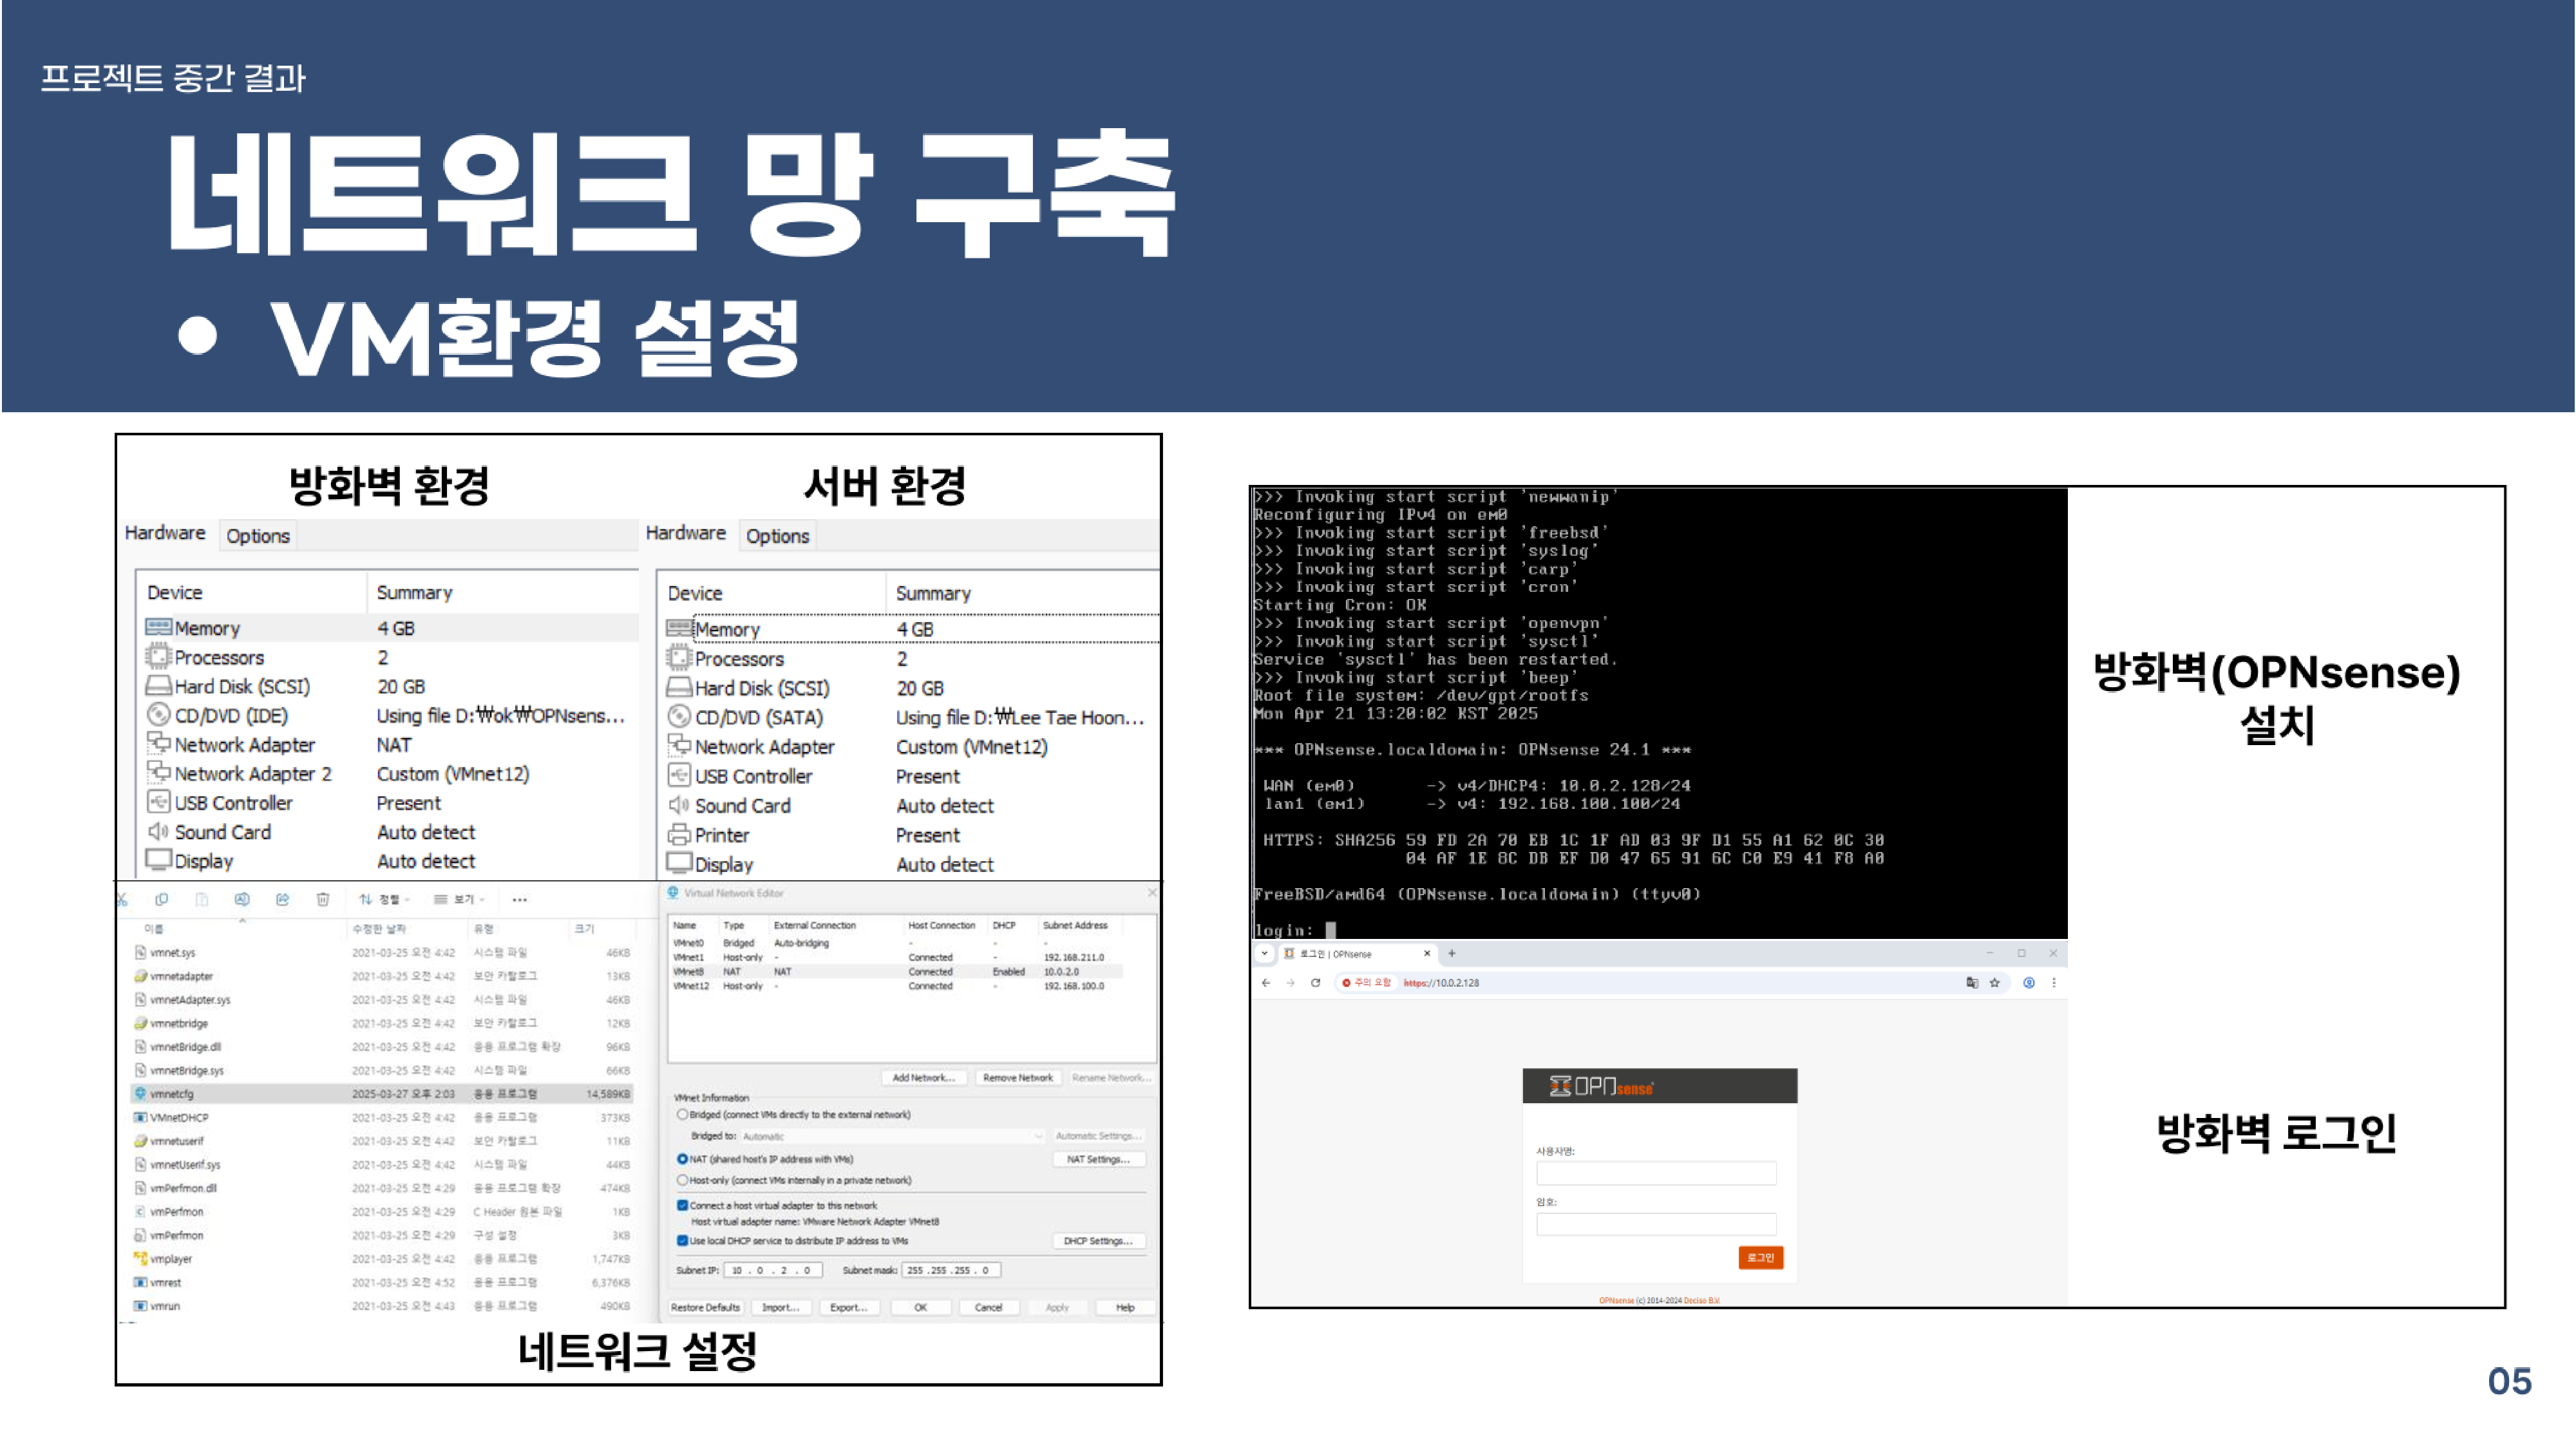 프로젝트 중간 결과
네트워크 망 구축
• VM환경 설정
방화벽 환경
Hardware Options
Device Summary
Memory 4 GB
Processors 2
Hard Disk (SCSI) 20 GB
CD/DVD (IDE) Using file D:₩ok₩OPNsens...
Network Adapter NAT
Network Adapter 2 Custom (VMnet12)
USB Controller Present
Sound Card Auto detect
Display Auto detect
서버 환경
Hardware Options
Device Summary
Memory 4 GB
Processors 2
Hard Disk (SCSI) 20 GB
CD/DVD (SATA) Using file D:₩Lee Tae Hoon...
Network Adapter Custom (VMnet12)
USB Controller Present
Sound Card Auto detect
Printer Present
Display Auto detect
정렬 보기 ...
이름 수정한 날짜 유형 크기
vmnet.sys 2021-03-25 오전 4:42 시스템 파일 46KB
vmnetadapter 2021-03-25 오전 4:42 보안 카탈로그 13KB
vmnetAdapter.sys 2021-03-25 오전 4:42 시스템 파일 46KB
vmnetbridge 2021-03-25 오전 4:42 보안 카탈로그 12KB
vmnetBridge.dll 2021-03-25 오전 4:42 응용 프로그램 확장 96KB
vmnetBridge.sys 2021-03-25 오전 4:42 시스템 파일 66KB
vmnetcfg 2025-03-27 오후 2:03 응용 프로그램 14,589KB
VMnetDHCP 2021-03-25 오전 4:42 응용 프로그램 373KB
vmnetuserif 2021-03-25 오전 4:42 보안 카탈로그 11KB
vmnetUserif.sys 2021-03-25 오전 4:42 시스템 파일 44KB
vmPerfmon.dll 2021-03-25 오전 4:29 응용 프로그램 확장 474KB
vmPerfmon 2021-03-25 오전 4:29 C Header 원본 파일 1KB
vmPerfmon 2021-03-25 오전 4:29 구성 설정 3KB
vmplayer 2021-03-25 오전 4:42 응용 프로그램 1,747KB
vmrest 2021-03-25 오전 4:52 응용 프로그램 6,376KB
vmrun 2021-03-25 오전 4:43 응용 프로그램 490KB
Virtual Network Editor
Name Type External Connection Host Connection DHCP Subnet Address
VMnet0 Bridged Auto-bridging - - -
VMnet1 Host-only - Connected - 192.168.211.0
VMnet8 NAT NAT Connected Enabled 10.0.2.0
VMnet12 Host-only - Connected - 192.168.100.0
Add Network... Remove Network Rename Network...
VMnet Information
Bridged (connect VMs directly to the external network)
Bridged to: Automatic Automatic Settings...
NAT (shared host's IP address with VMs) NAT Settings...
Host-only (connect VMs internally in a private network)
Connect a host virtual adapter to this network
Host virtual adapter name: VMware Network Adapter VMnet8
Use local DHCP service to distribute IP address to VMs DHCP Settings...
Subnet IP: 10 . 0 . 2 . 0 Subnet mask: 255 .255 .255 . 0
Restore Defaults Import... Export... OK Cancel Apply Help
네트워크 설정
>>> Invoking start script 'newwanip'
Reconfiguring IPv4 on em0
>>> Invoking start script 'freebsd'
>>> Invoking start script 'syslog'
>>> Invoking start script 'carp'
>>> Invoking start script 'cron'
Starting Cron: OK
>>> Invoking start script 'openvpn'
>>> Invoking start script 'sysctl'
Service 'sysctl' has been restarted.
>>> Invoking start script 'beep'
Root file system: /dev/gpt/rootfs
Mon Apr 21 13:20:02 KST 2025
*** OPNsense.localdomain: OPNsense 24.1 ***
WAN (em0) -> v4/DHCP4: 10.0.2.128/24
lan1 (em1) -> v4: 192.168.100.100/24
HTTPS: SHA256 59 FD 2A 70 EB 1C 1F AD 03 9F D1 55 A1 62 0C 30
04 AF 1E 8C DB EF D0 47 65 91 6C C0 E9 41 F8 A0
FreeBSD/amd64 (OPNsense.localdomain) (ttyv0)
login:
방화벽(OPNsense)
설치
로그인 | OPNsense
주의 요함 https://10.0.2.128
OPNsense
사용자명:
암호:
로그인
OPNsense (c) 2014-2024 Deciso B.V.
방화벽 로그인
05